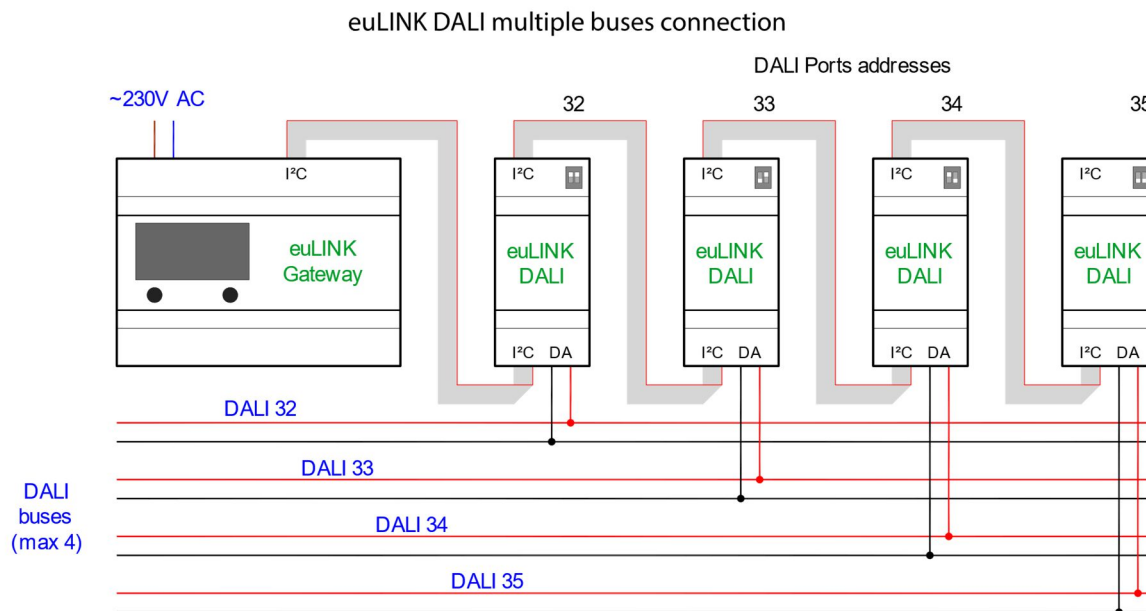 euLINK DALI multiple buses connection
DALI Ports addresses
~230V AC
32
33
34
35
I²C
I²C
I²C
I²C
I²C
euLINK
Gateway
euLINK
DALI
euLINK
DALI
euLINK
DALI
euLINK
DALI
I²C DA
I²C DA
I²C DA
I²C DA
DALI 32
DALI 33
DALI
buses
(max 4)
DALI 34
DALI 35